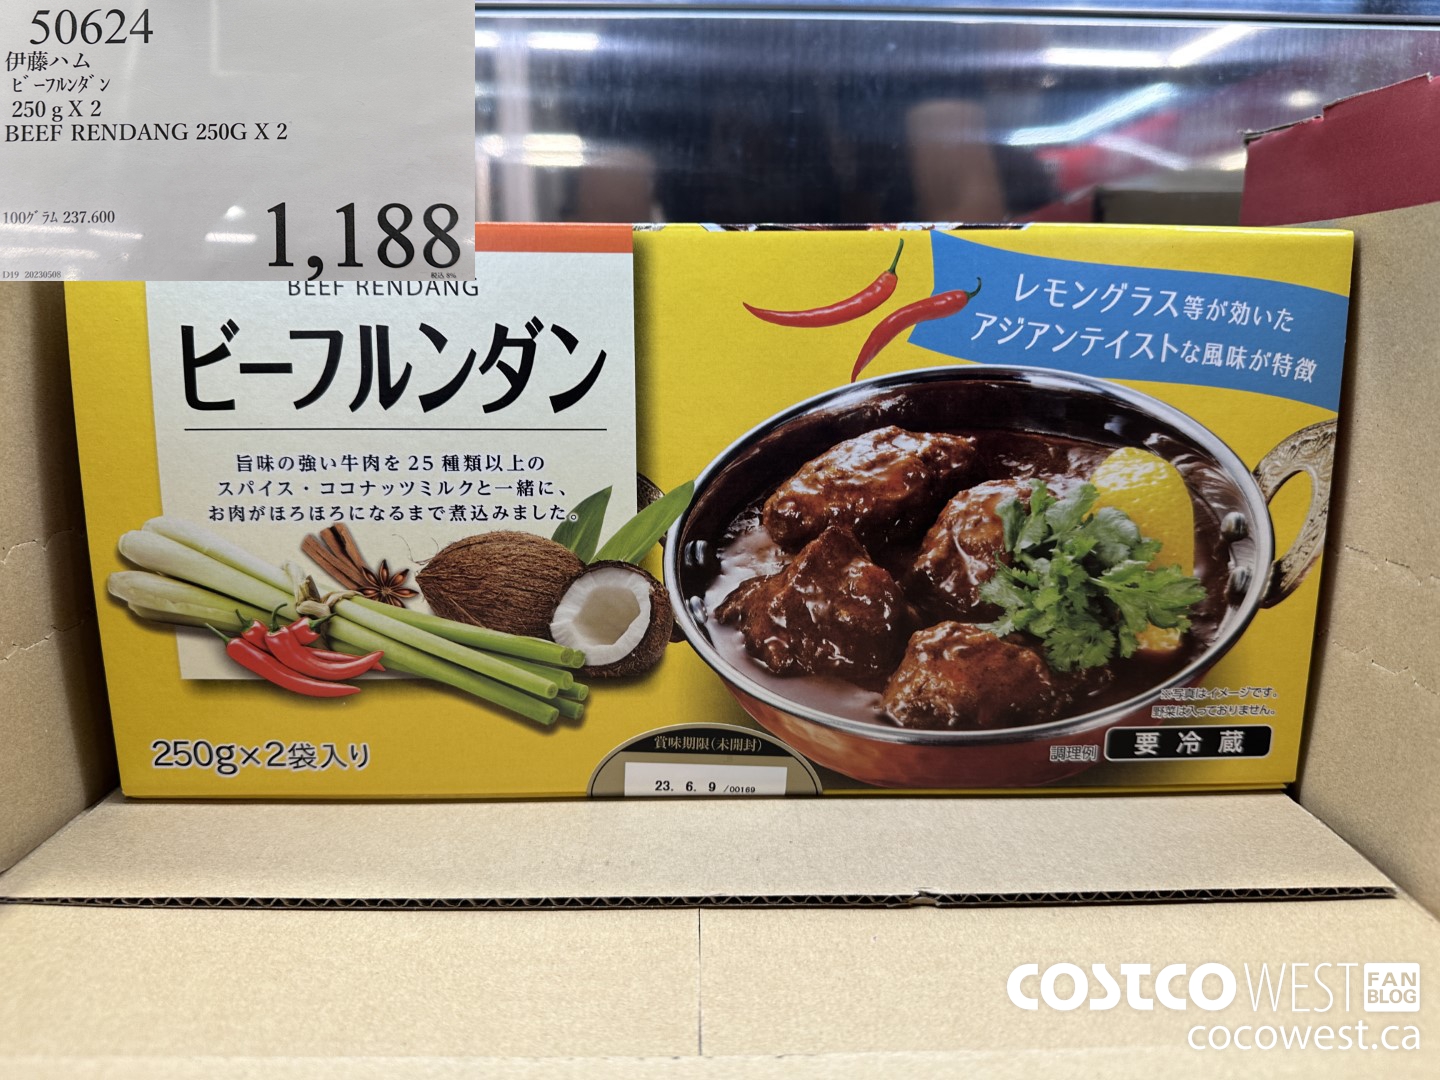 50624
伊藤ハム
ﾋﾞｰﾌﾙﾝﾀﾞﾝ
250 g X 2
BEEF RENDANG 250G X 2
100ｸﾞﾗﾑ 237.600
1,188
税込 8%
D19 20230508
BEEF RENDANG
ビーフルンダン
旨味の強い牛肉を25種類以上の
スパイス・ココナッツミルクと一緒に、
お肉がほろほろになるまで煮込みました。
250g×2袋入り
レモングラス等が効いた
アジアンテイストな風味が特徴
※写真はイメージです。
野菜は入っておりません。
調理例
要冷蔵
賞味期限(未開封)
23. 6. 9 /00169
COSTCO WEST FAN BLOG
cocowest.ca